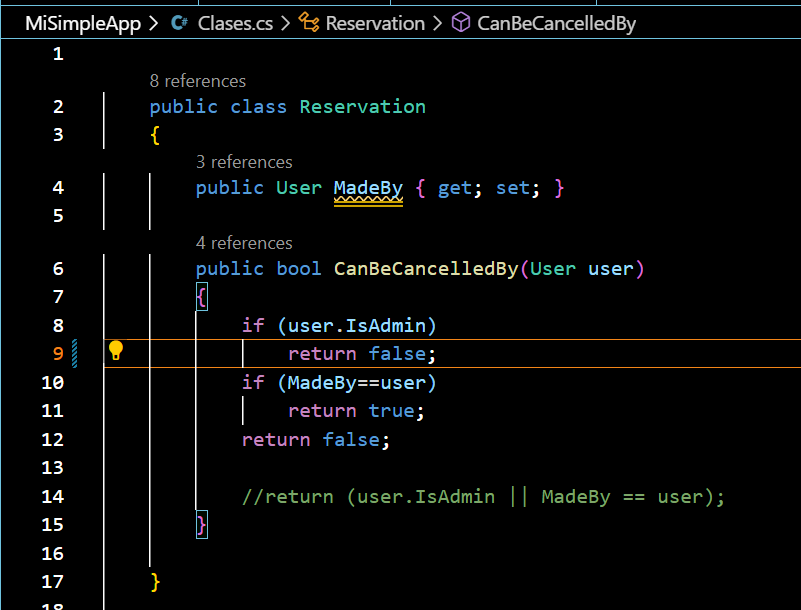 MiSimpleApp > C# Clases.cs > Reservation > CanBeCancelledBy
1
8 references
2 public class Reservation
3 {
3 references
4 public User MadeBy { get; set; }
5
4 references
6 public bool CanBeCancelledBy(User user)
7 {
8 if (user.IsAdmin)
9 return false;
10 if (MadeBy==user)
11 return true;
12 return false;
13
14 //return (user.IsAdmin || MadeBy == user);
15 }
16
17 }
18